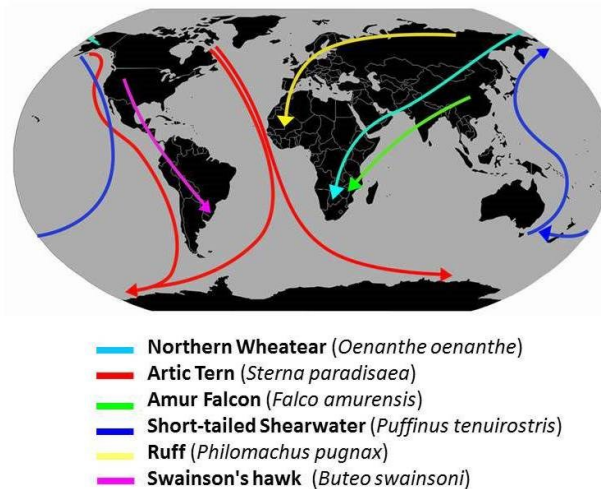 Northern Wheatear (Oenanthe oenanthe)
Artic Tern (Sterna paradisaea)
Amur Falcon (Falco amurensis)
Short-tailed Shearwater (Puffinus tenuirostris)
Ruff (Philomachus pugnax)
Swainson's hawk (Buteo swainsoni)